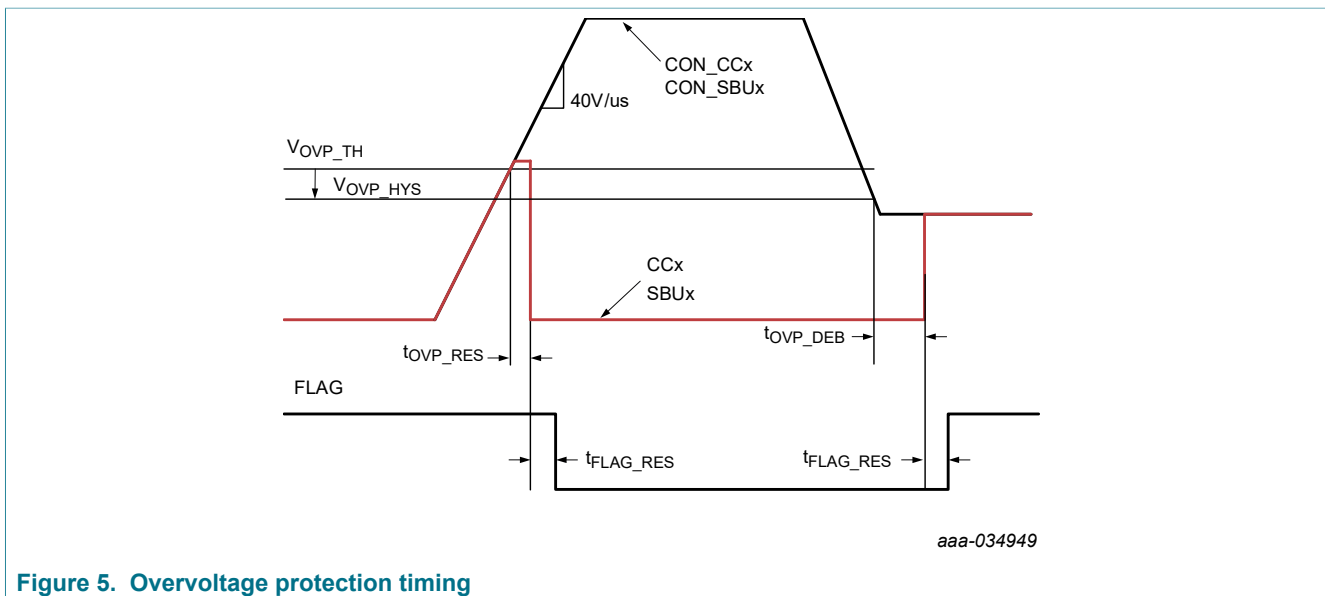 CON_CCx
CON_SBUx
40V/us
VOVP_TH
VOVP_HYS
CCx
SBUx
tOVP_RES
tOVP_DEB
FLAG
tFLAG_RES
tFLAG_RES
aaa-034949
Figure 5. Overvoltage protection timing